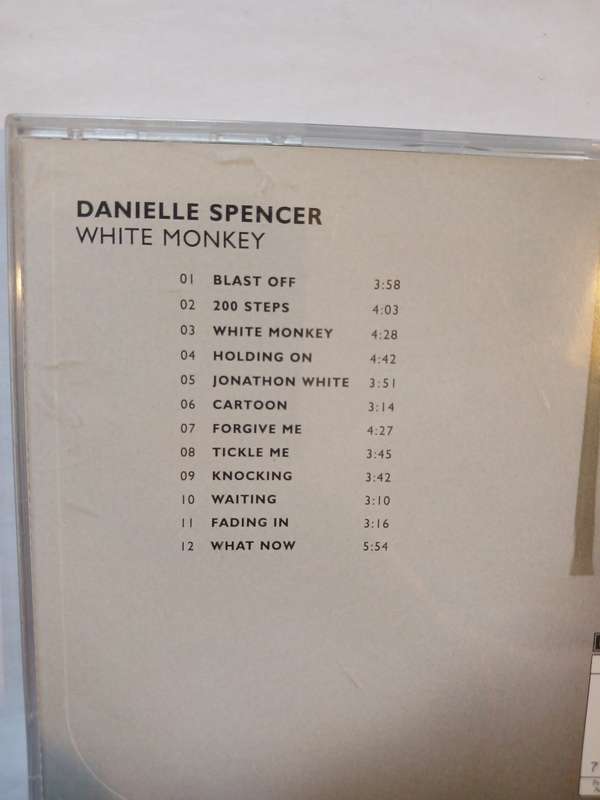 DANIELLE SPENCER
WHITE MONKEY
01 BLAST OFF 3:58
02 200 STEPS 4:03
03 WHITE MONKEY 4:28
04 HOLDING ON 4:42
05 JONATHON WHITE 3:51
06 CARTOON 3:14
07 FORGIVE ME 4:27
08 TICKLE ME 3:45
09 KNOCKING 3:42
10 WAITING 3:10
11 FADING IN 3:16
12 WHAT NOW 5:54